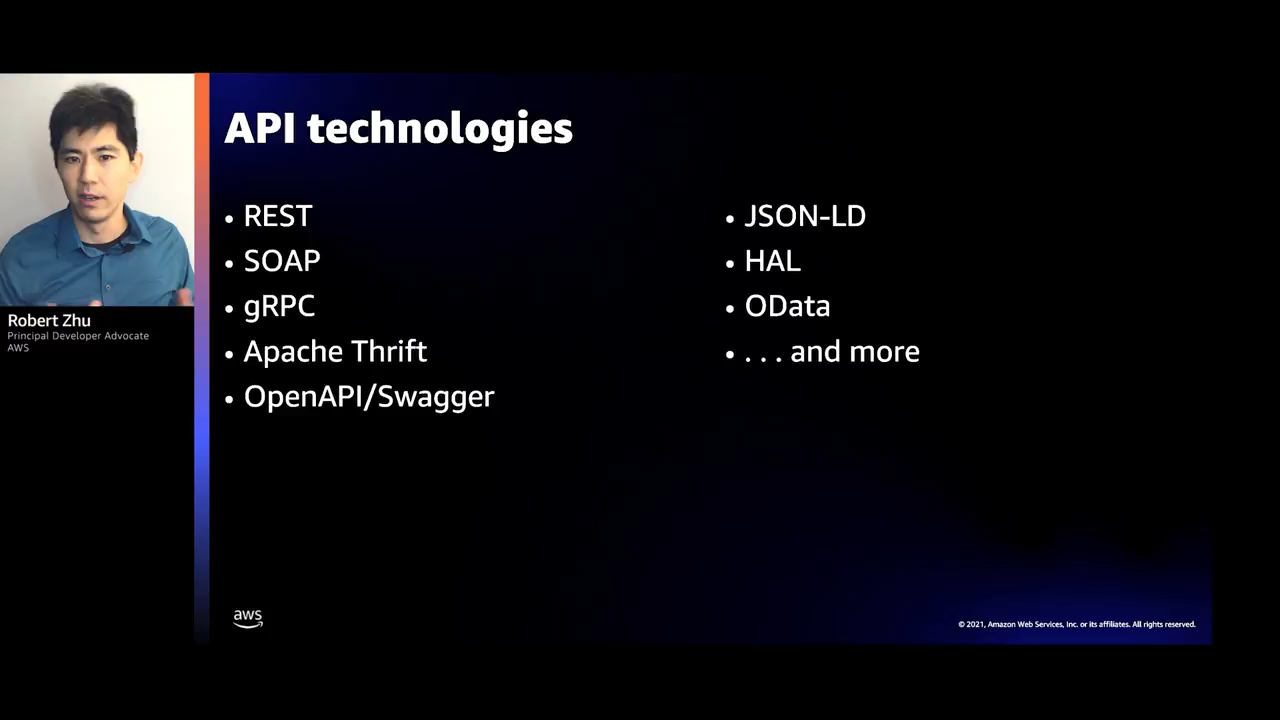 API technologies
• REST
• SOAP
• gRPC
• Apache Thrift
• OpenAPI/Swagger
• JSON-LD
• HAL
• OData
• . . . and more
Robert Zhu
Principal Developer Advocate
AWS
aws
© 2021, Amazon Web Services, Inc. or its affiliates. All rights reserved.